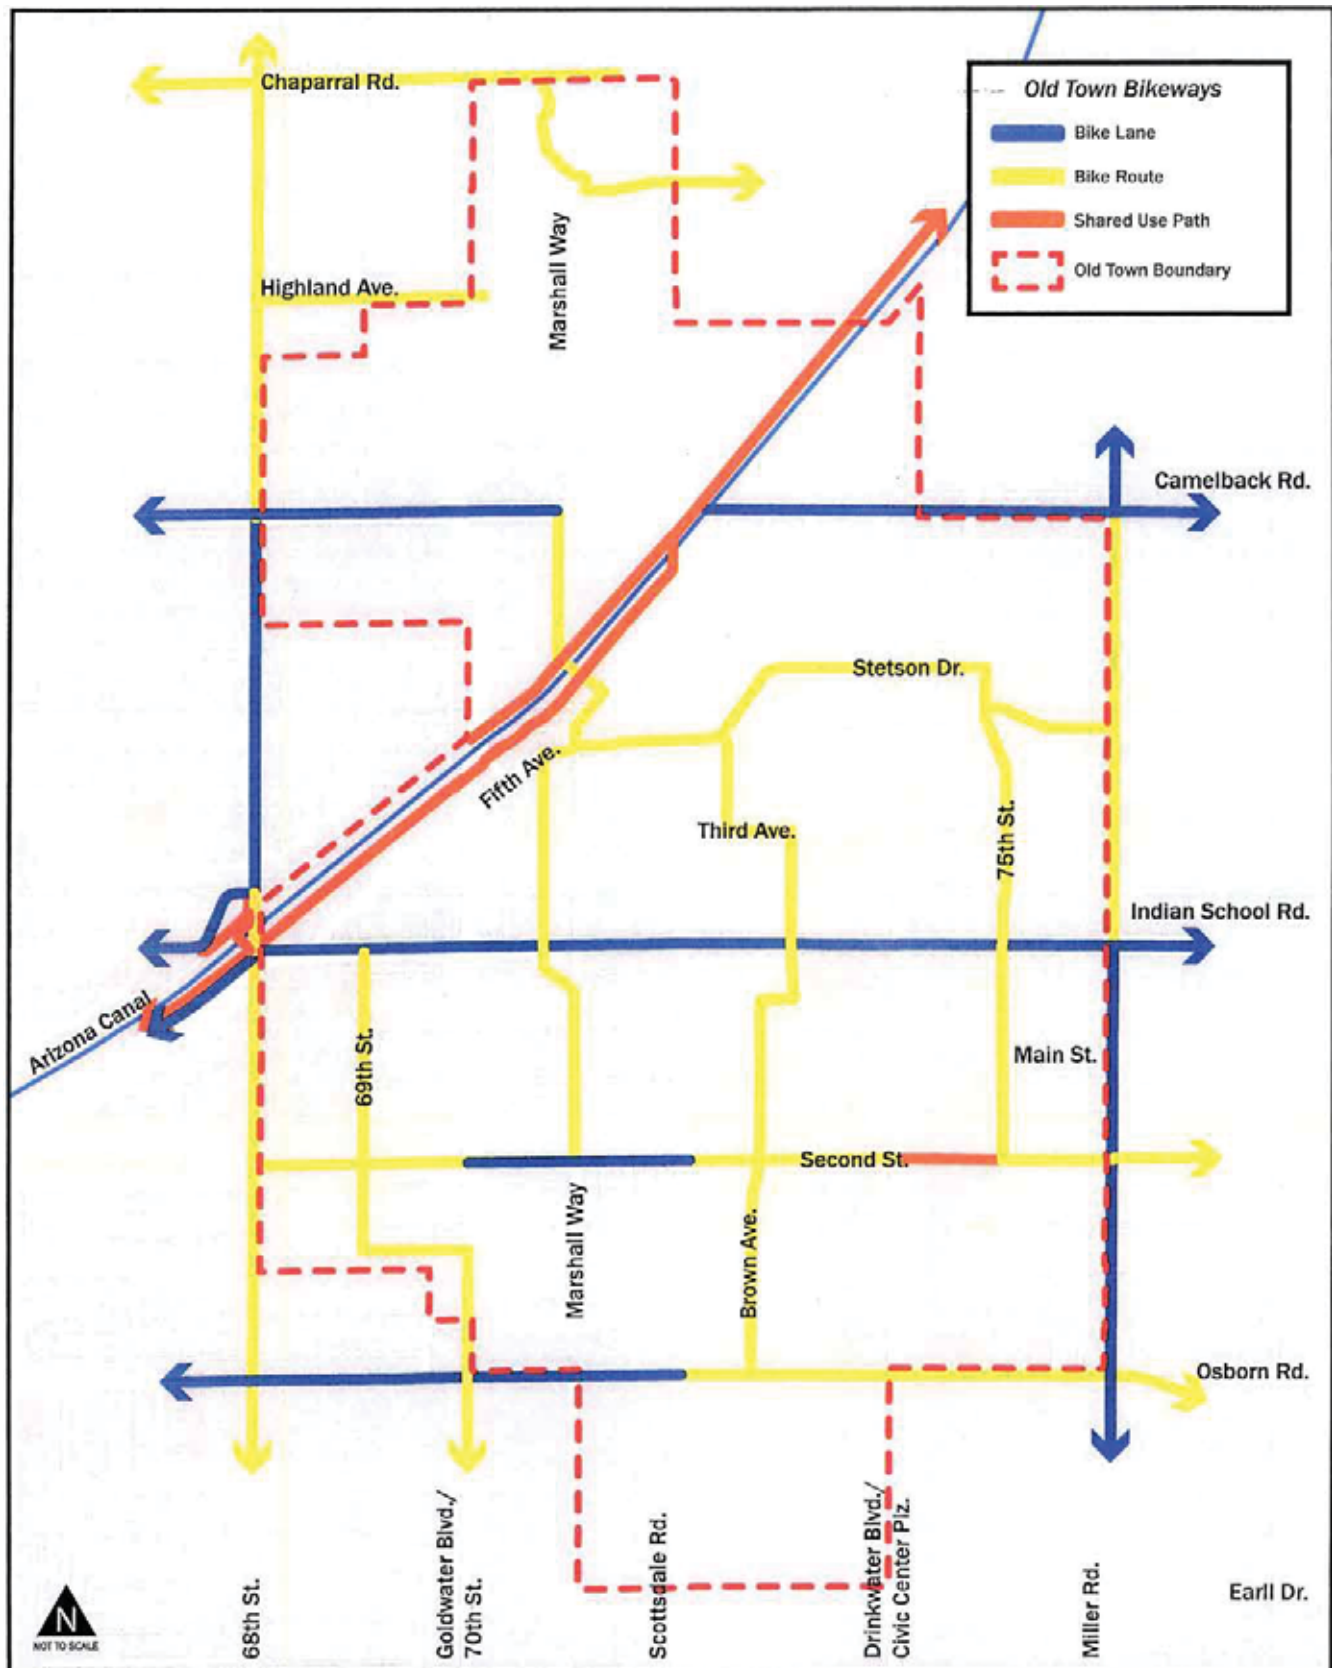 Old Town Bikeways
Bike Lane
Bike Route
Shared Use Path
Old Town Boundary
Chaparral Rd.
Marshall Way
Highland Ave.
Camelback Rd.
Stetson Dr.
Fifth Ave.
Third Ave.
75th St.
Indian School Rd.
Arizona Canal
69th St.
Main St.
Second St.
Marshall Way
Brown Ave.
Osborn Rd.
68th St.
Goldwater Blvd./
70th St.
Scottsdale Rd.
Drinkwater Blvd./
Civic Center Plz.
Miller Rd.
Earll Dr.
N
NOT TO SCALE